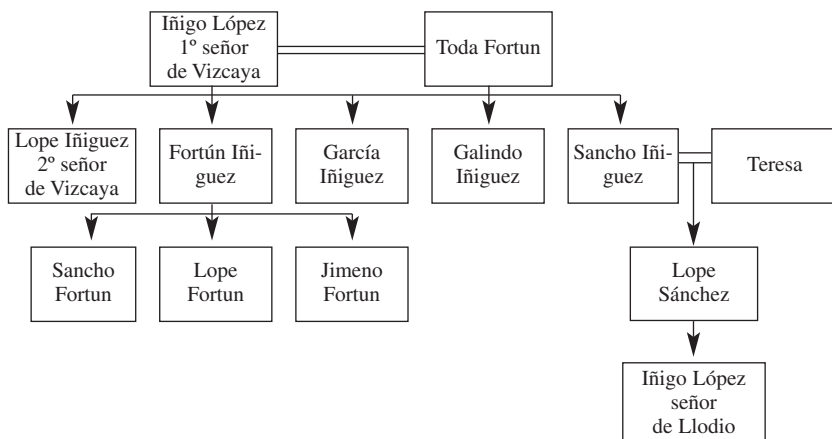 Iñigo López
1º señor
de Vizcaya
Toda Fortun
Lope Iñiguez
2º señor
de Vizcaya
Fortún Iñi-
guez
García
Iñiguez
Galindo
Iñiguez
Sancho Iñi-
guez
Teresa
Sancho
Fortun
Lope
Fortun
Jimeno
Fortun
Lope
Sánchez
Iñigo López
señor
de Llodio